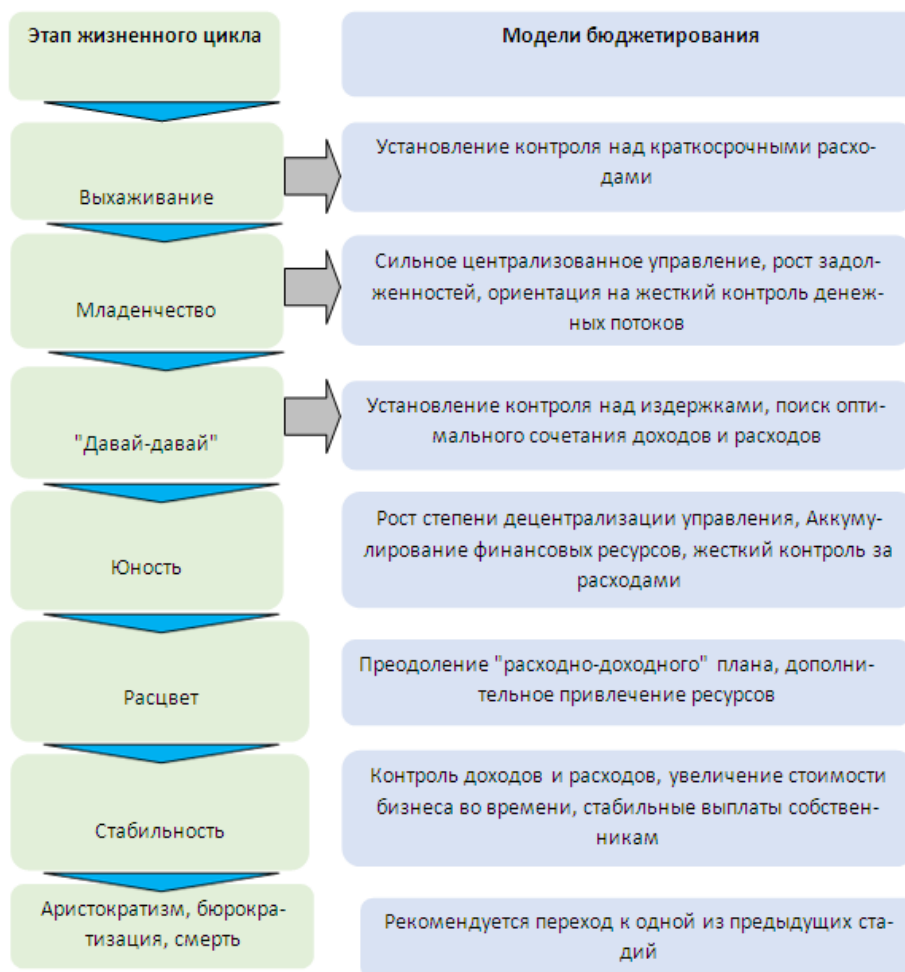 Этап жизненного цикла
Модели бюджетирования
Выхаживание
Установление контроля над краткосрочными расхо-
дами
Младенчество
Сильное централизованное управление, рост задол-
женностей, ориентация на жесткий контроль денеж-
ных потоков
"Давай-давай"
Установление контроля над издержками, поиск опти-
мального сочетания доходов и расходов
Юность
Рост степени децентрализации управления, Аккуму-
лирование финансовых ресурсов, жесткий контроль за
расходами
Расцвет
Преодоление "расходно-доходного" плана, дополни-
тельное привлечение ресурсов
Стабильность
Контроль доходов и расходов, увеличение стоимости
бизнеса во времени, стабильные выплаты собствен-
никам
Аристократизм, бюрокра-
тизация, смерть
Рекомендуется переход к одной из предыдущих ста-
дий